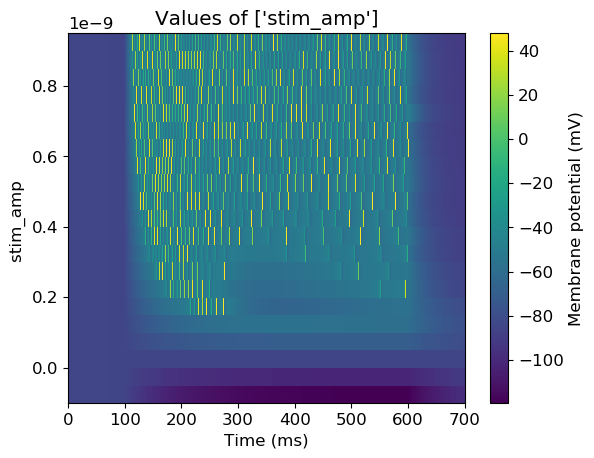 Values of ['stim_amp']
1e−9
0.8
0.6
0.4
0.2
0.0
stim_amp
0 100 200 300 400 500 600 700
Time (ms)
40
20
0
−20
−40
−60
−80
−100
Membrane potential (mV)